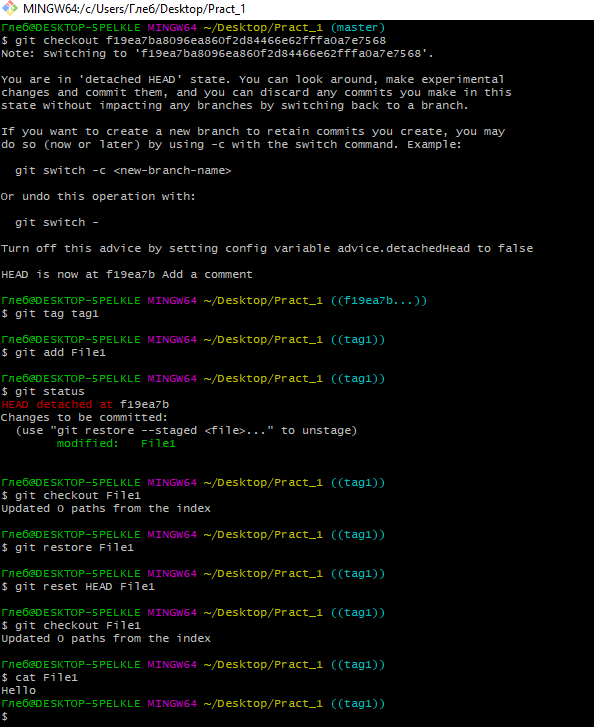 MINGW64:/c/Users/Глеб/Desktop/Pract_1
Глеб@DESKTOP-5PELKLE MINGW64 ~/Desktop/Pract_1 (master)
$ git checkout f19ea7ba8096ea860f2d84466e62fffa0a7e7568
Note: switching to 'f19ea7ba8096ea860f2d84466e62fffa0a7e7568'.
You are in 'detached HEAD' state. You can look around, make experimental
changes and commit them, and you can discard any commits you make in this
state without impacting any branches by switching back to a branch.
If you want to create a new branch to retain commits you create, you may
do so (now or later) by using -c with the switch command. Example:
git switch -c <new-branch-name>
Or undo this operation with:
git switch -
Turn off this advice by setting config variable advice.detachedHead to false
HEAD is now at f19ea7b Add a comment
Глеб@DESKTOP-5PELKLE MINGW64 ~/Desktop/Pract_1 ((f19ea7b...))
$ git tag tag1
Глеб@DESKTOP-5PELKLE MINGW64 ~/Desktop/Pract_1 ((tag1))
$ git add File1
Глеб@DESKTOP-5PELKLE MINGW64 ~/Desktop/Pract_1 ((tag1))
$ git status
HEAD detached at f19ea7b
Changes to be committed:
(use "git restore --staged <file>..." to unstage)
modified:   File1
Глеб@DESKTOP-5PELKLE MINGW64 ~/Desktop/Pract_1 ((tag1))
$ git checkout File1
Updated 0 paths from the index
Глеб@DESKTOP-5PELKLE MINGW64 ~/Desktop/Pract_1 ((tag1))
$ git restore File1
Глеб@DESKTOP-5PELKLE MINGW64 ~/Desktop/Pract_1 ((tag1))
$ git reset HEAD File1
Глеб@DESKTOP-5PELKLE MINGW64 ~/Desktop/Pract_1 ((tag1))
$ git checkout File1
Updated 0 paths from the index
Глеб@DESKTOP-5PELKLE MINGW64 ~/Desktop/Pract_1 ((tag1))
$ cat File1
Hello
Глеб@DESKTOP-5PELKLE MINGW64 ~/Desktop/Pract_1 ((tag1))
$